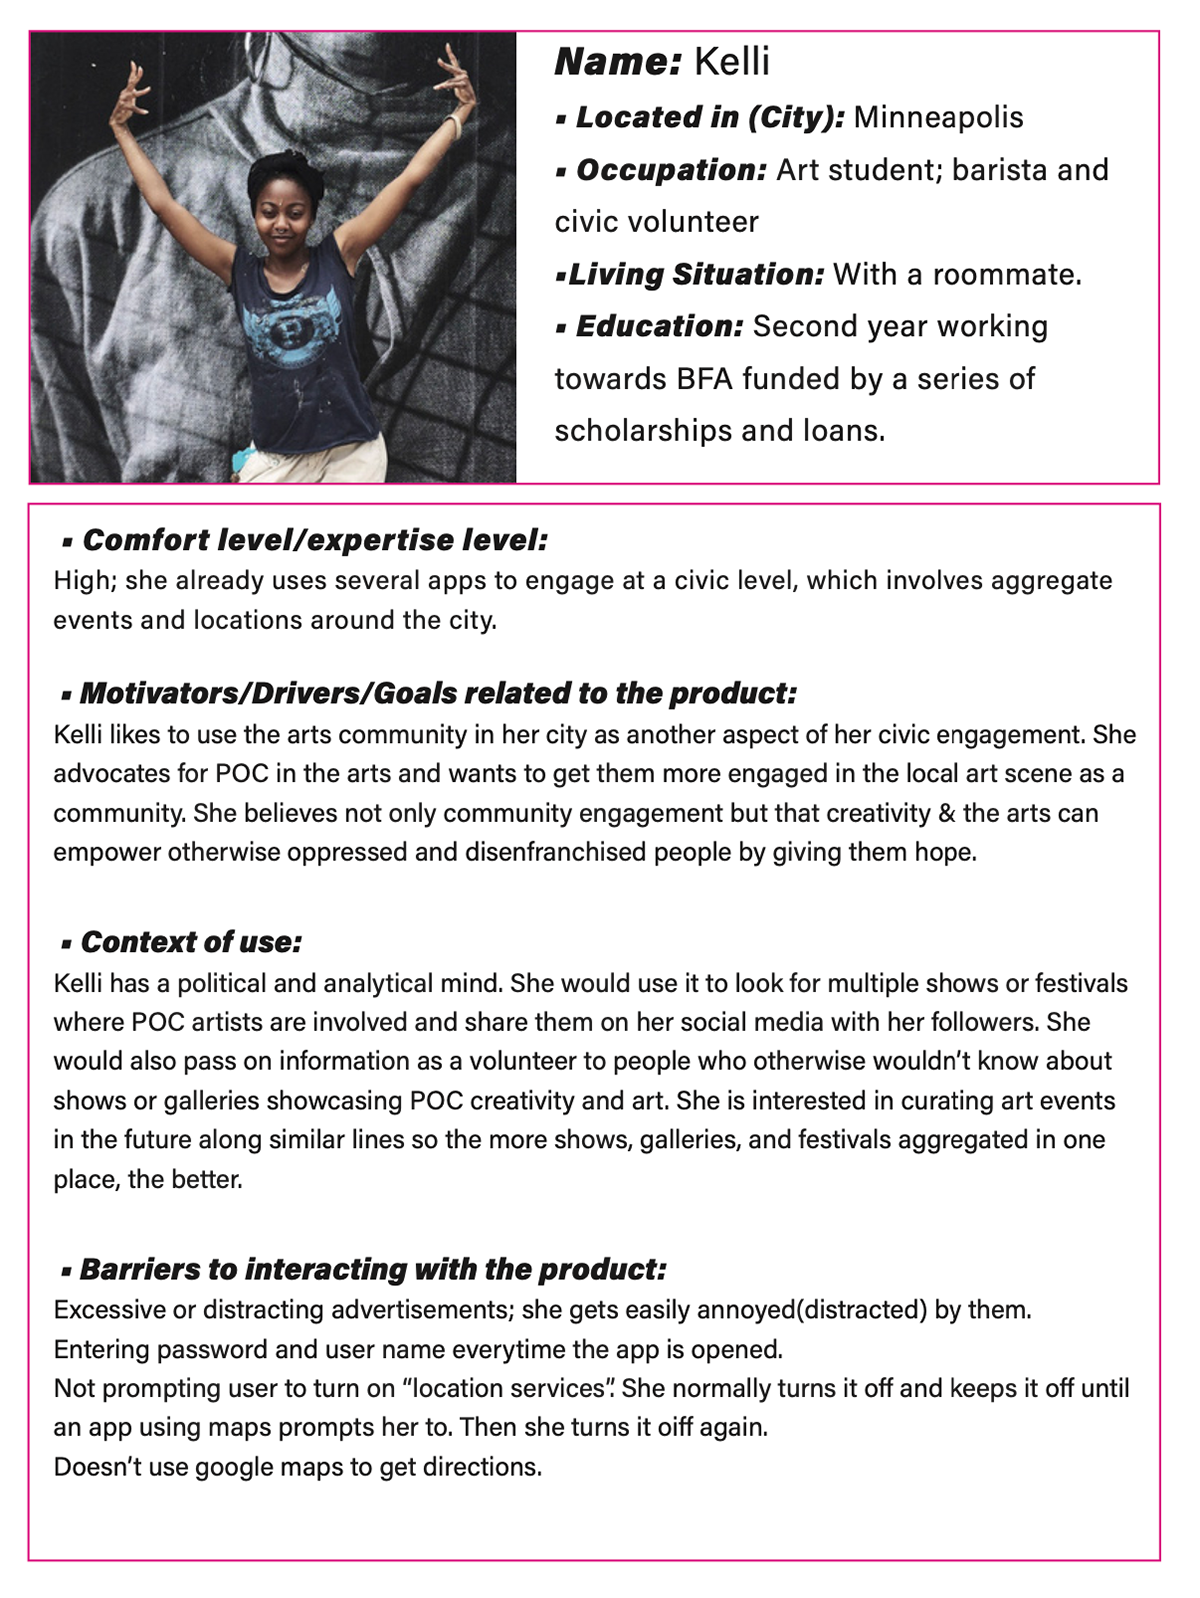 Name: Kelli
▪ Located in (City): Minneapolis
▪ Occupation: Art student; barista and
civic volunteer
▪Living Situation: With a roommate.
▪ Education: Second year working
towards BFA funded by a series of
scholarships and loans.
▪ Comfort level/expertise level:
High; she already uses several apps to engage at a civic level, which involves aggregate
events and locations around the city.
▪ Motivators/Drivers/Goals related to the product:
Kelli likes to use the arts community in her city as another aspect of her civic engagement. She
advocates for POC in the arts and wants to get them more engaged in the local art scene as a
community. She believes not only community engagement but that creativity & the arts can
empower otherwise oppressed and disenfranchised people by giving them hope.
▪ Context of use:
Kelli has a political and analytical mind. She would use it to look for multiple shows or festivals
where POC artists are involved and share them on her social media with her followers. She
would also pass on information as a volunteer to people who otherwise wouldn’t know about
shows or galleries showcasing POC creativity and art. She is interested in curating art events
in the future along similar lines so the more shows, galleries, and festivals aggregated in one
place, the better.
▪ Barriers to interacting with the product:
Excessive or distracting advertisements; she gets easily annoyed(distracted) by them.
Entering password and user name everytime the app is opened.
Not prompting user to turn on “location services”. She normally turns it off and keeps it off until
an app using maps prompts her to. Then she turns it oiff again.
Doesn’t use google maps to get directions.